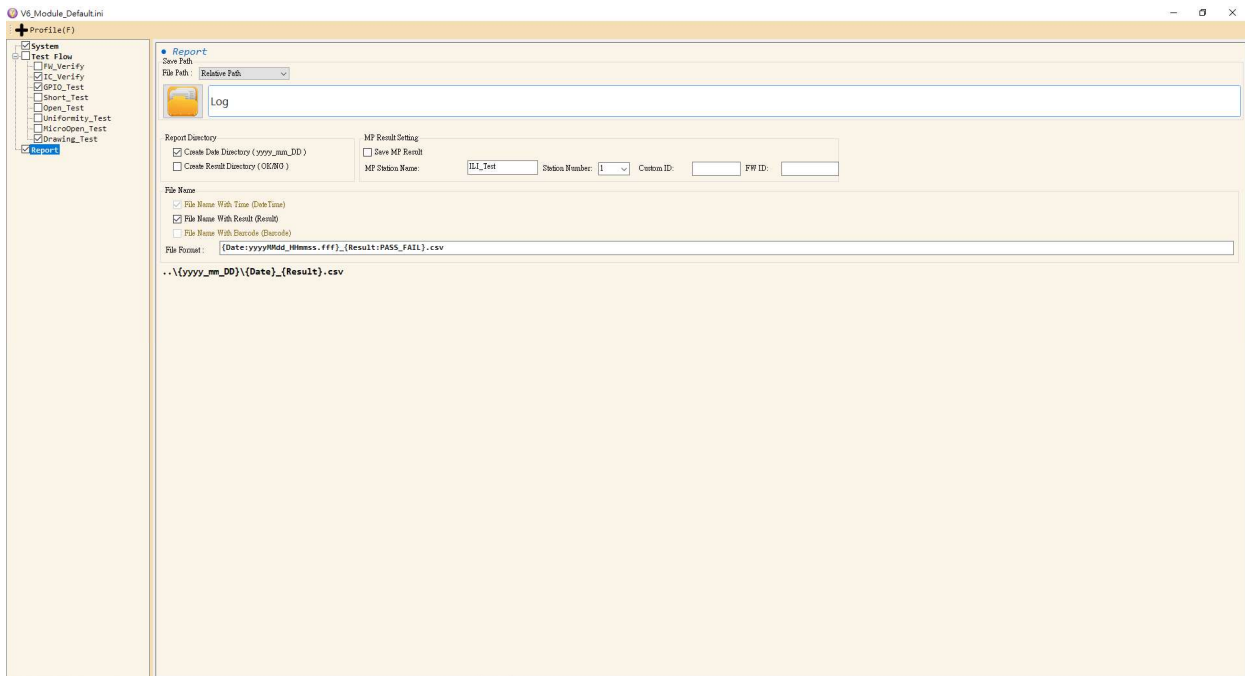 V6_Module_Default.ini
Profile(F)
System
Test Flow
FW_Verify
IC_Verify
GPIO_Test
Short_Test
Open_Test
Uniformity_Test
MicroOpen_Test
Drawing_Test
Report
• Report
Save Path
File Path : Relative Path
Log
Report Directory
Create Date Directory ( yyyy_mm_DD )
Create Result Directory ( OK/NG )
MP Result Setting
Save MP Result
MP Station Name: ILI_Test Station Number: 1 Custom ID: FW ID:
File Name
File Name With Time (DateTime)
File Name With Result (Result)
File Name With Barcode (Barcode)
File Format : {Date:yyyyMMdd_HHmmss.fff}_{Result:PASS_FAIL}.csv
..\{yyyy_mm_DD}\{Date}_{Result}.csv